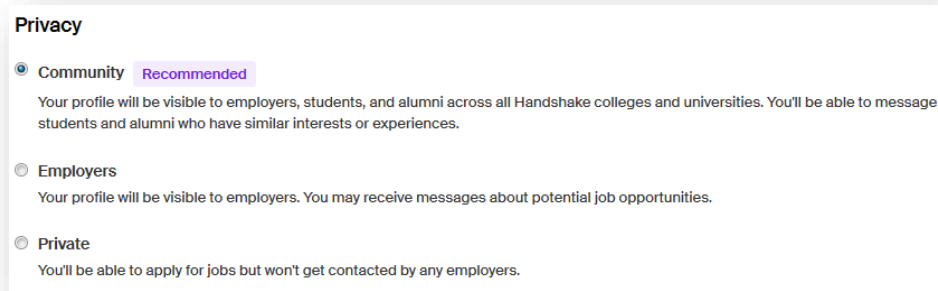 Privacy
Community Recommended
Your profile will be visible to employers, students, and alumni across all Handshake colleges and universities. You'll be able to message
students and alumni who have similar interests or experiences.
Employers
Your profile will be visible to employers. You may receive messages about potential job opportunities.
Private
You'll be able to apply for jobs but won't get contacted by any employers.